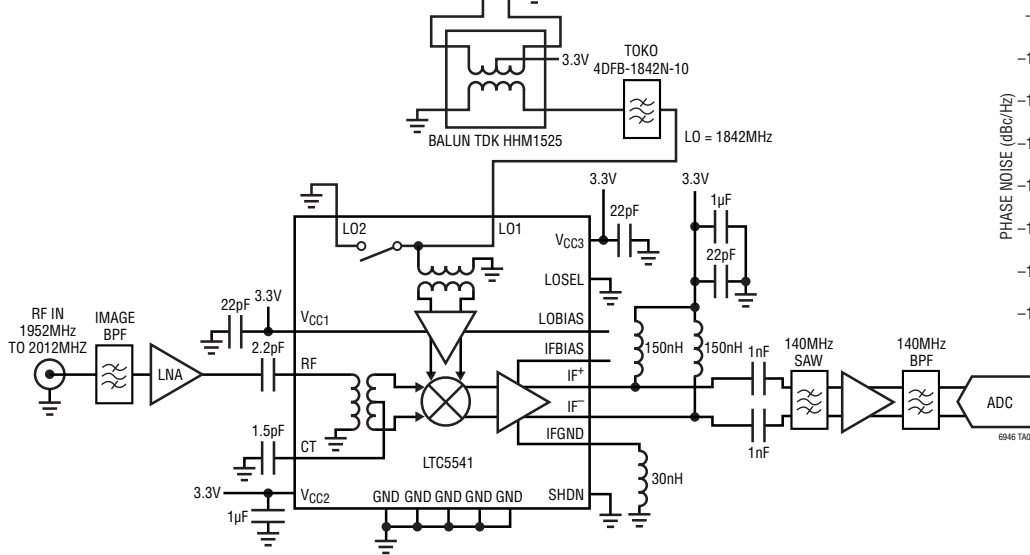 3.3V
TOKO
4DFB-1842N-10
BALUN TDK HHM1525
LO = 1842MHz
PHASE NOISE (dBc/Hz)
3.3V
3.3V
22pF
1µF
22pF
LO2
LO1
VCC3
LOSEL
LOBIAS
IFBIAS
IF+
IF–
IFGND
SHDN
RF IN
1952MHz
TO 2012MHZ
IMAGE
BPF
LNA
22pF
3.3V
VCC1
2.2pF
RF
1.5pF
CT
3.3V
VCC2
1µF
LTC5541
GND GND GND GND GND
150nH
150nH
1nF
1nF
30nH
140MHz
SAW
140MHz
BPF
ADC